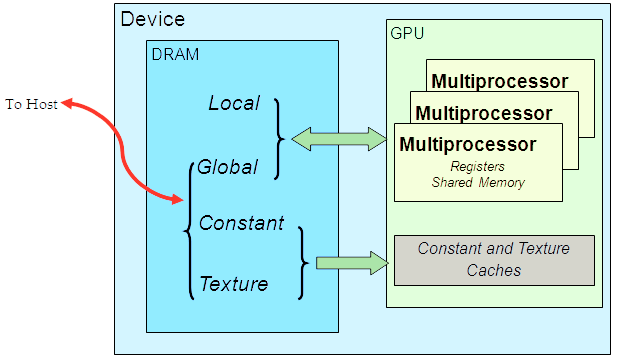 Device
DRAM
GPU
To Host
Local
Global
Constant
Texture
Multiprocessor
Multiprocessor
Multiprocessor
Registers
Shared Memory
Constant and Texture
Caches